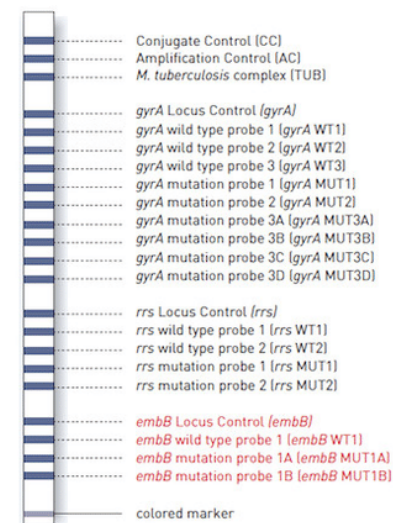 Conjugate Control (CC)
Amplification Control (AC)
M. tuberculosis complex (TUB)
gyrA Locus Control (gyrA)
gyrA wild type probe 1 (gyrA WT1)
gyrA wild type probe 2 (gyrA WT2)
gyrA wild type probe 3 (gyrA WT3)
gyrA mutation probe 1 (gyrA MUT1)
gyrA mutation probe 2 (gyrA MUT2)
gyrA mutation probe 3A (gyrA MUT3A)
gyrA mutation probe 3B (gyrA MUT3B)
gyrA mutation probe 3C (gyrA MUT3C)
gyrA mutation probe 3D (gyrA MUT3D)
rrs Locus Control (rrs)
rrs wild type probe 1 (rrs WT1)
rrs wild type probe 2 (rrs WT2)
rrs mutation probe 1 (rrs MUT1)
rrs mutation probe 2 (rrs MUT2)
embB Locus Control (embB)
embB wild type probe 1 (embB WT1)
embB mutation probe 1A (embB MUT1A)
embB mutation probe 1B (embB MUT1B)
colored marker